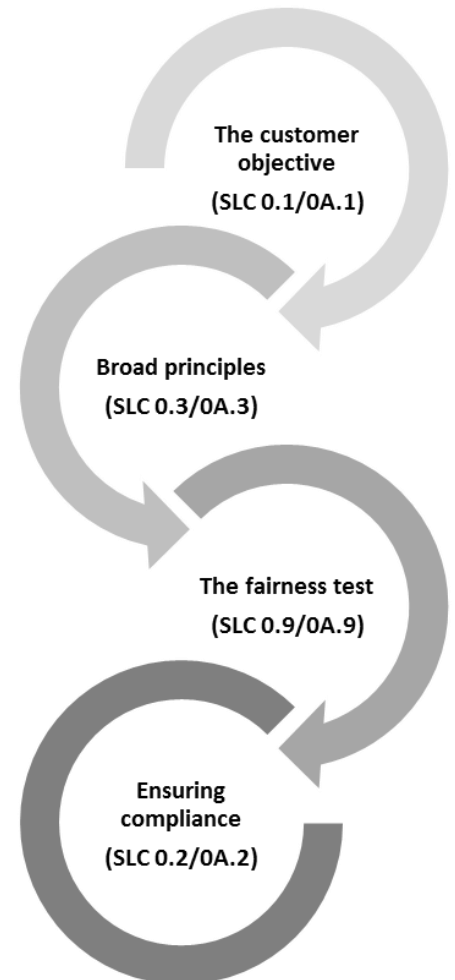 The customer
objective
(SLC 0.1/0A.1)
Broad principles
(SLC 0.3/0A.3)
The fairness test
(SLC 0.9/0A.9)
Ensuring
compliance
(SLC 0.2/0A.2)